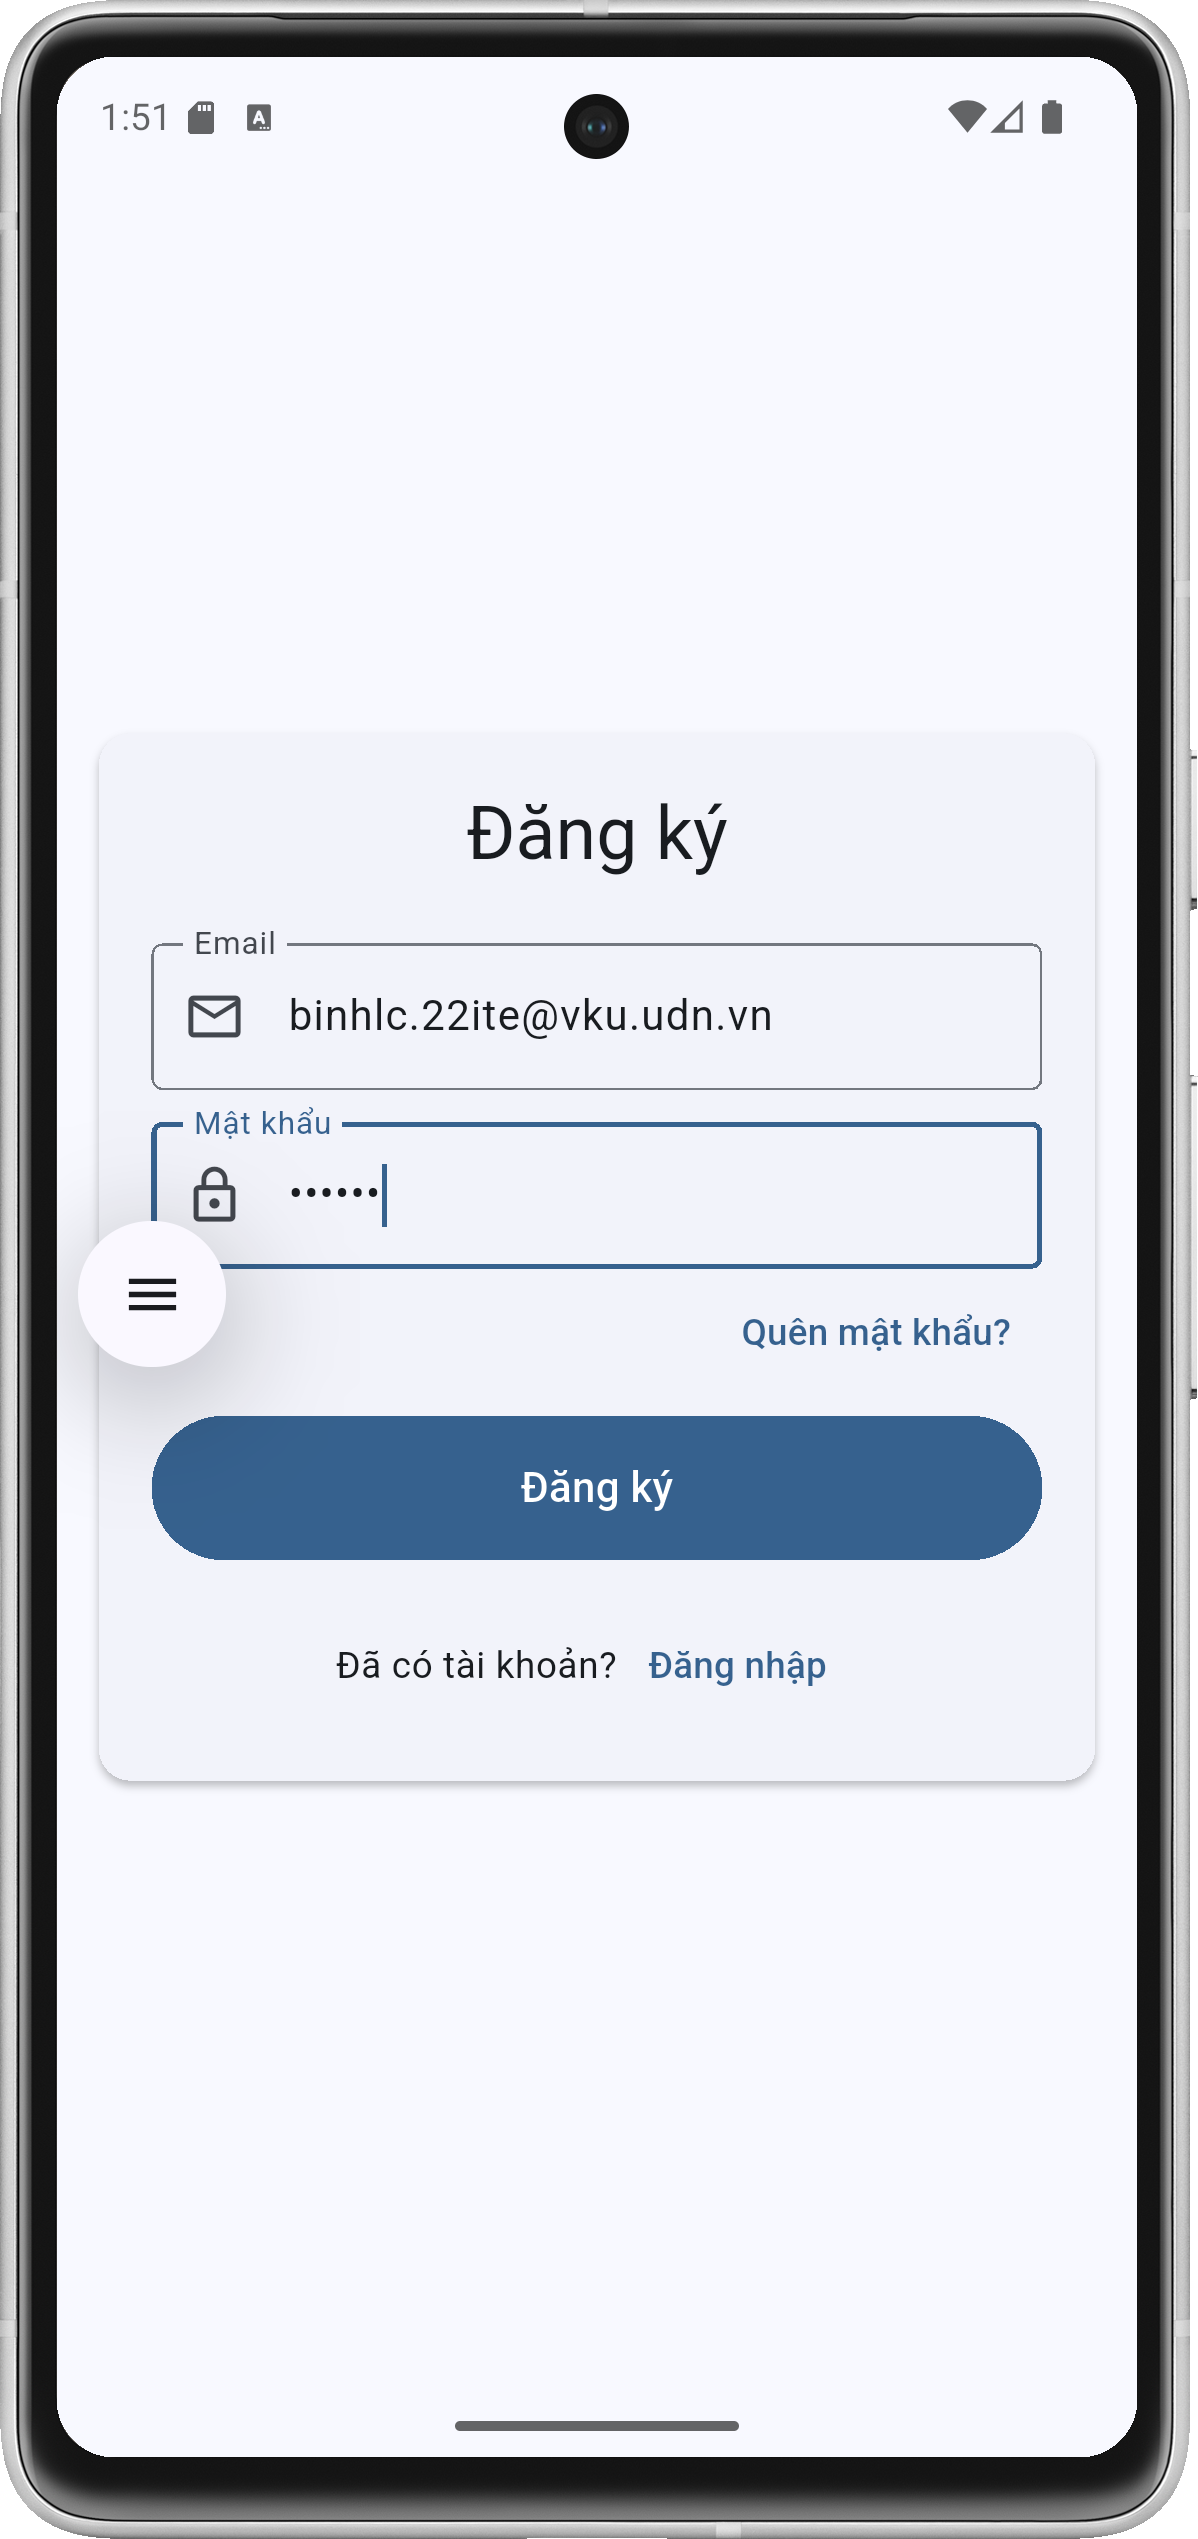 1:51
Đăng ký
Email
binhlc.22ite@vku.udn.vn
Mật khẩu
••••••
Quên mật khẩu?
Đăng ký
Đã có tài khoản? Đăng nhập